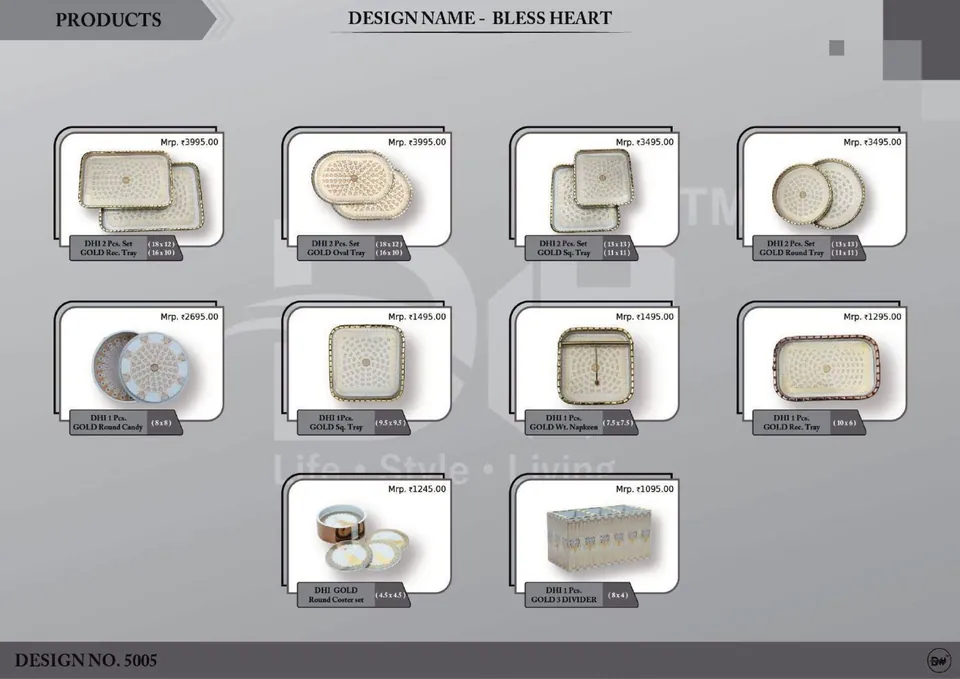 PRODUCTS
DESIGN NAME - BLESS HEART
Mrp. ₹3995.00
DHI 2 Pcs. Set
GOLD Rec. Tray
( 18 x 12 )
( 16 x 10 )
Mrp. ₹3995.00
DHI 2 Pcs. Set
GOLD Oval Tray
( 18 x 12 )
( 16 x 10 )
Mrp. ₹3495.00
DHI 2 Pcs. Set
GOLD Sq. Tray
( 13 x 13 )
( 11 x 11 )
Mrp. ₹3495.00
DHI 2 Pcs. Set
GOLD Round Tray
( 13 x 13 )
( 11 x 11 )
TM
Mrp. ₹2695.00
DHI 1 Pcs.
GOLD Round Candy
( 8 x 8 )
Mrp. ₹1495.00
DHI 1Pcs.
GOLD Sq. Tray
( 9.5 x 9.5 )
Mrp. ₹1495.00
DHI 1 Pcs.
GOLD Wt. Napkeen
( 7.5 x 7.5 )
Mrp. ₹1295.00
DHI 1 Pcs.
GOLD Rec. Tray
( 10 x 6 )
Life • Style • Living
Mrp. ₹1245.00
DHI GOLD
Round Coster set
( 4.5 x 4.5 )
Mrp. ₹1095.00
DHI 1 Pcs.
GOLD 3 DIVIDER
( 8 x 4 )
DESIGN NO. 5005